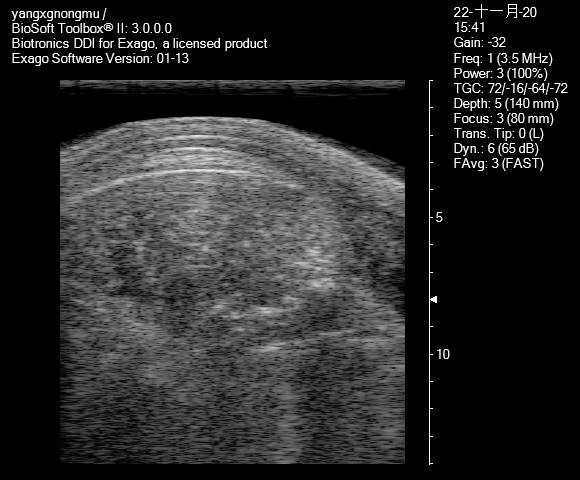 yangxgnongmu /
BioSoft Toolbox® II: 3.0.0.0
Biotronics DDI for Exago, a licensed product
Exago Software Version: 01-13
22-十一月-20
15:41
Gain: -32
Freq: 1 (3.5 MHz)
Power: 3 (100%)
TGC: 72/-16/-64/-72
Depth: 5 (140 mm)
Focus: 3 (80 mm)
Trans. Tip: 0 (L)
Dyn.: 6 (65 dB)
FAvg: 3 (FAST)
5
10